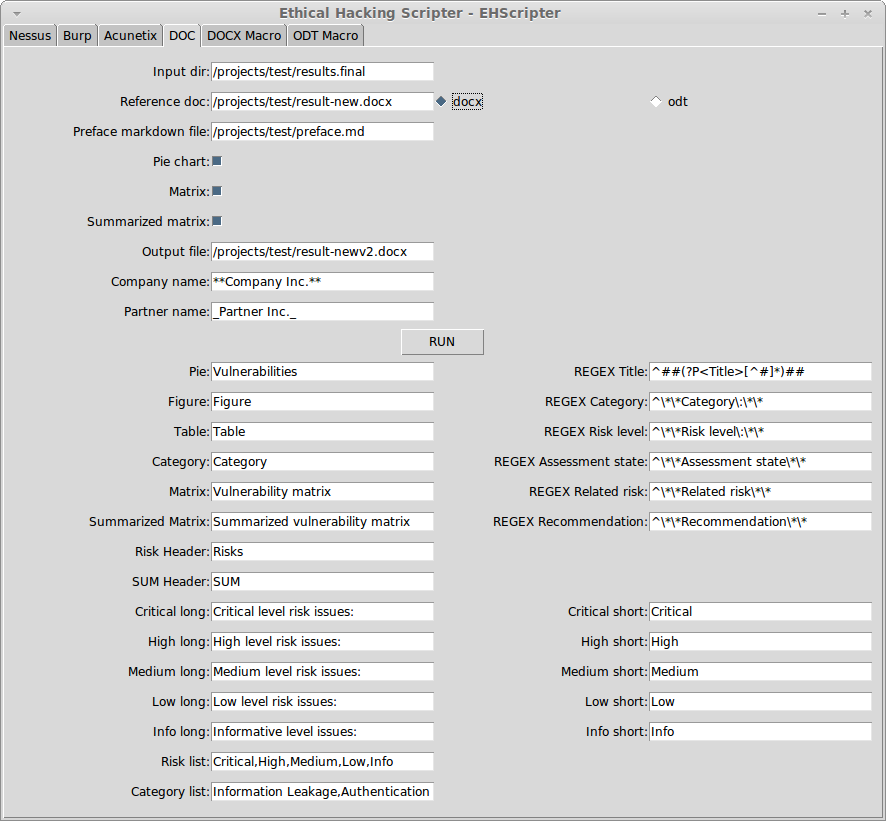 Ethical Hacking Scripter - EHScripter
Nessus Burp Acunetix DOC DOCX Macro ODT Macro
Input dir: /projects/test/results.final
Reference doc: /projects/test/result-new.docx docx odt
Preface markdown file: /projects/test/preface.md
Pie chart:
Matrix:
Summarized matrix:
Output file: /projects/test/result-newv2.docx
Company name: **Company Inc.**
Partner name: _Partner Inc._
RUN
Pie: Vulnerabilities REGEX Title: ^##(?P<Title>[^#]*)##
Figure: Figure REGEX Category: ^\*\*Category\:\*\*
Table: Table REGEX Risk level: ^\*\*Risk level\:\*\*
Category: Category REGEX Assessment state: ^\*\*Assessment state\*\*
Matrix: Vulnerability matrix REGEX Related risk: ^\*\*Related risk\*\*
Summarized Matrix: Summarized vulnerability matrix REGEX Recommendation: ^\*\*Recommendation\*\*
Risk Header: Risks
SUM Header: SUM
Critical long: Critical level risk issues: Critical short: Critical
High long: High level risk issues: High short: High
Medium long: Medium level risk issues: Medium short: Medium
Low long: Low level risk issues: Low short: Low
Info long: Informative level issues: Info short: Info
Risk list: Critical,High,Medium,Low,Info
Category list: Information Leakage,Authentication